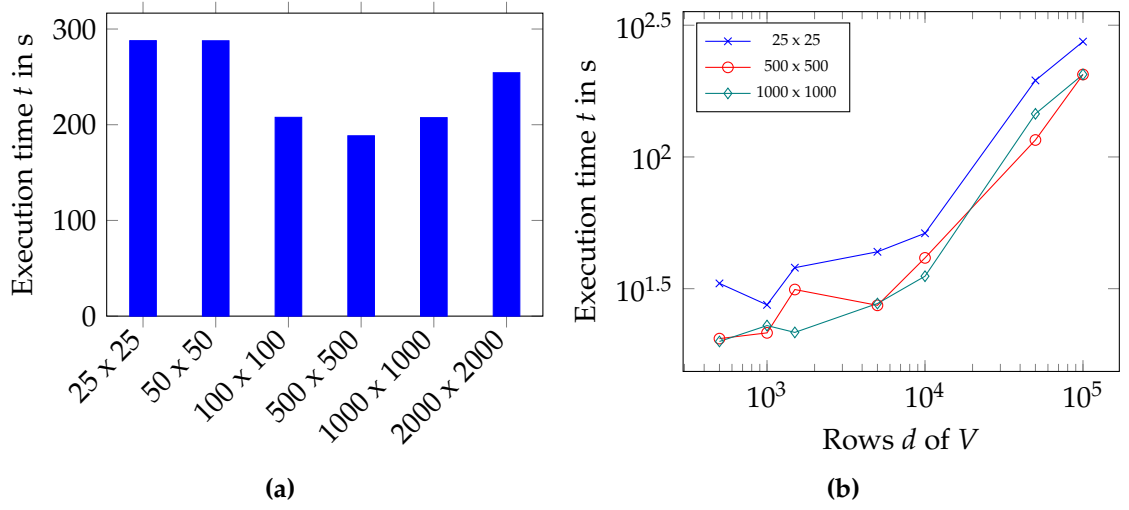 Execution time t in s
300
200
100
0
25 x 25
50 x 50
100 x 100
500 x 500
1000 x 1000
2000 x 2000
(a)
Execution time t in s
10^2.5
10^2
10^1.5
25 x 25
500 x 500
1000 x 1000
10^3
10^4
10^5
Rows d of V
(b)